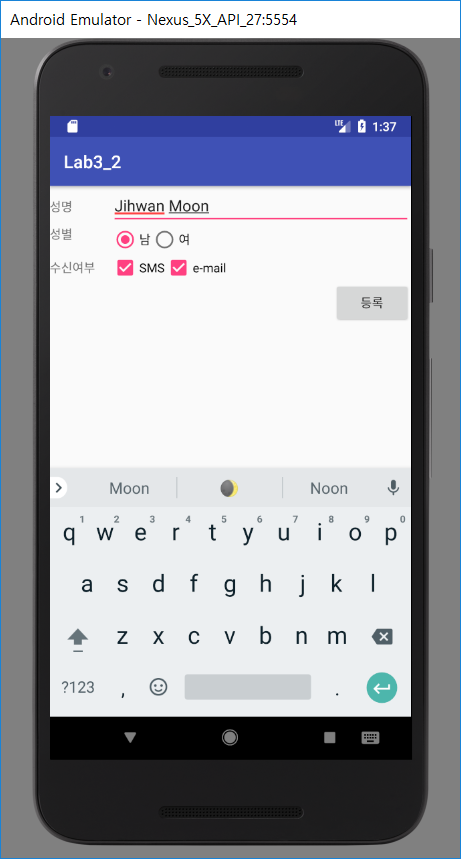 Android Emulator - Nexus_5X_API_27:5554
LTE 1:37
Lab3_2
성명 Jihwan Moon
성별 남 여
수신여부 SMS e-mail
등록
Moon 🌘 Noon
1 2 3 4 5 6 7 8 9 0
q w e r t y u i o p
a s d f g h j k l
z x c v b n m
?123 , .